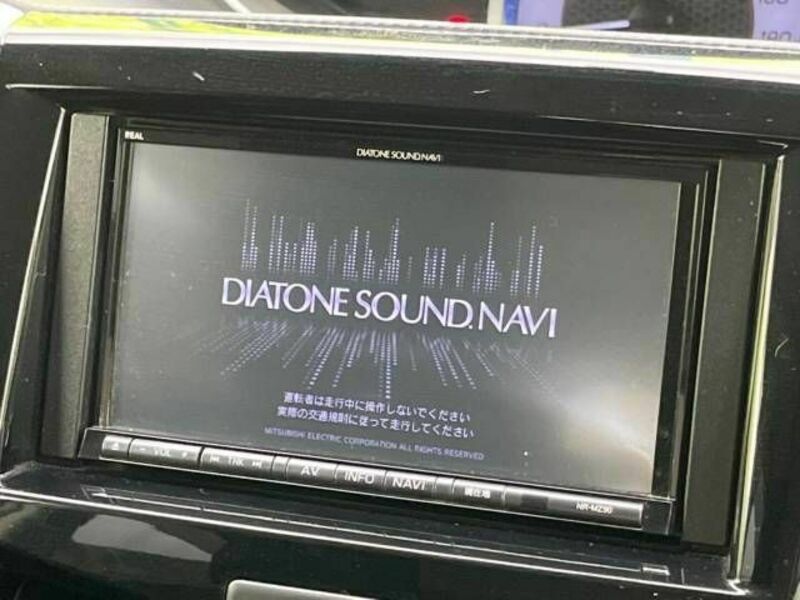 180
REAL
DIATONE SOUND.NAVI
DIATONE SOUND.NAVI
運転者は走行中に操作しないでください
実際の交通規制に従って走行してください
MITSUBISHI ELECTRIC CORPORATION ALL RIGHTS RESERVED
- VOL +
TRK
AV
INFO
NAVI
現在地
NR-MZ90